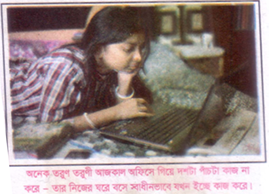 অনেক তরুণ তরুণী আজকাল অফিসে গিয়ে দশটা পাঁচটা কাজ না
করে – তার নিজের ঘরে বসে স্বাধীনভাবে যখন ইচ্ছে কাজ করে।